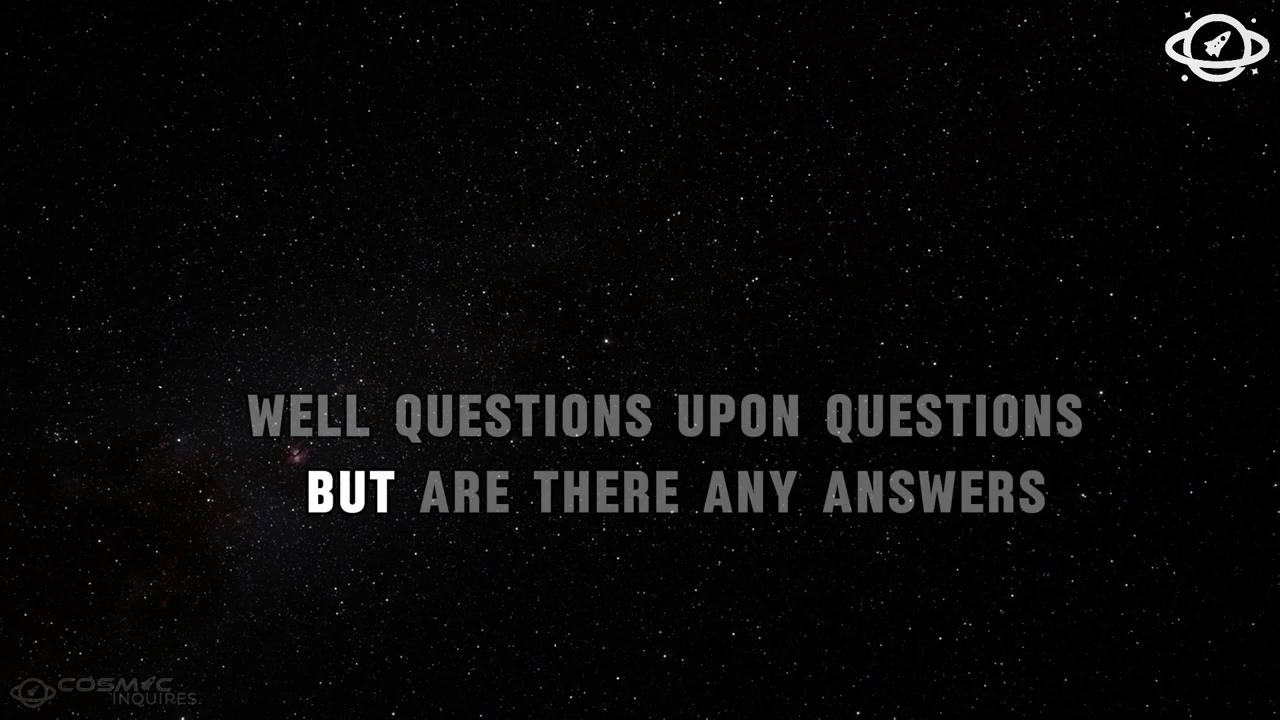 WELL QUESTIONS UPON QUESTIONS
BUT ARE THERE ANY ANSWERS
COSMIC
INQUIRES